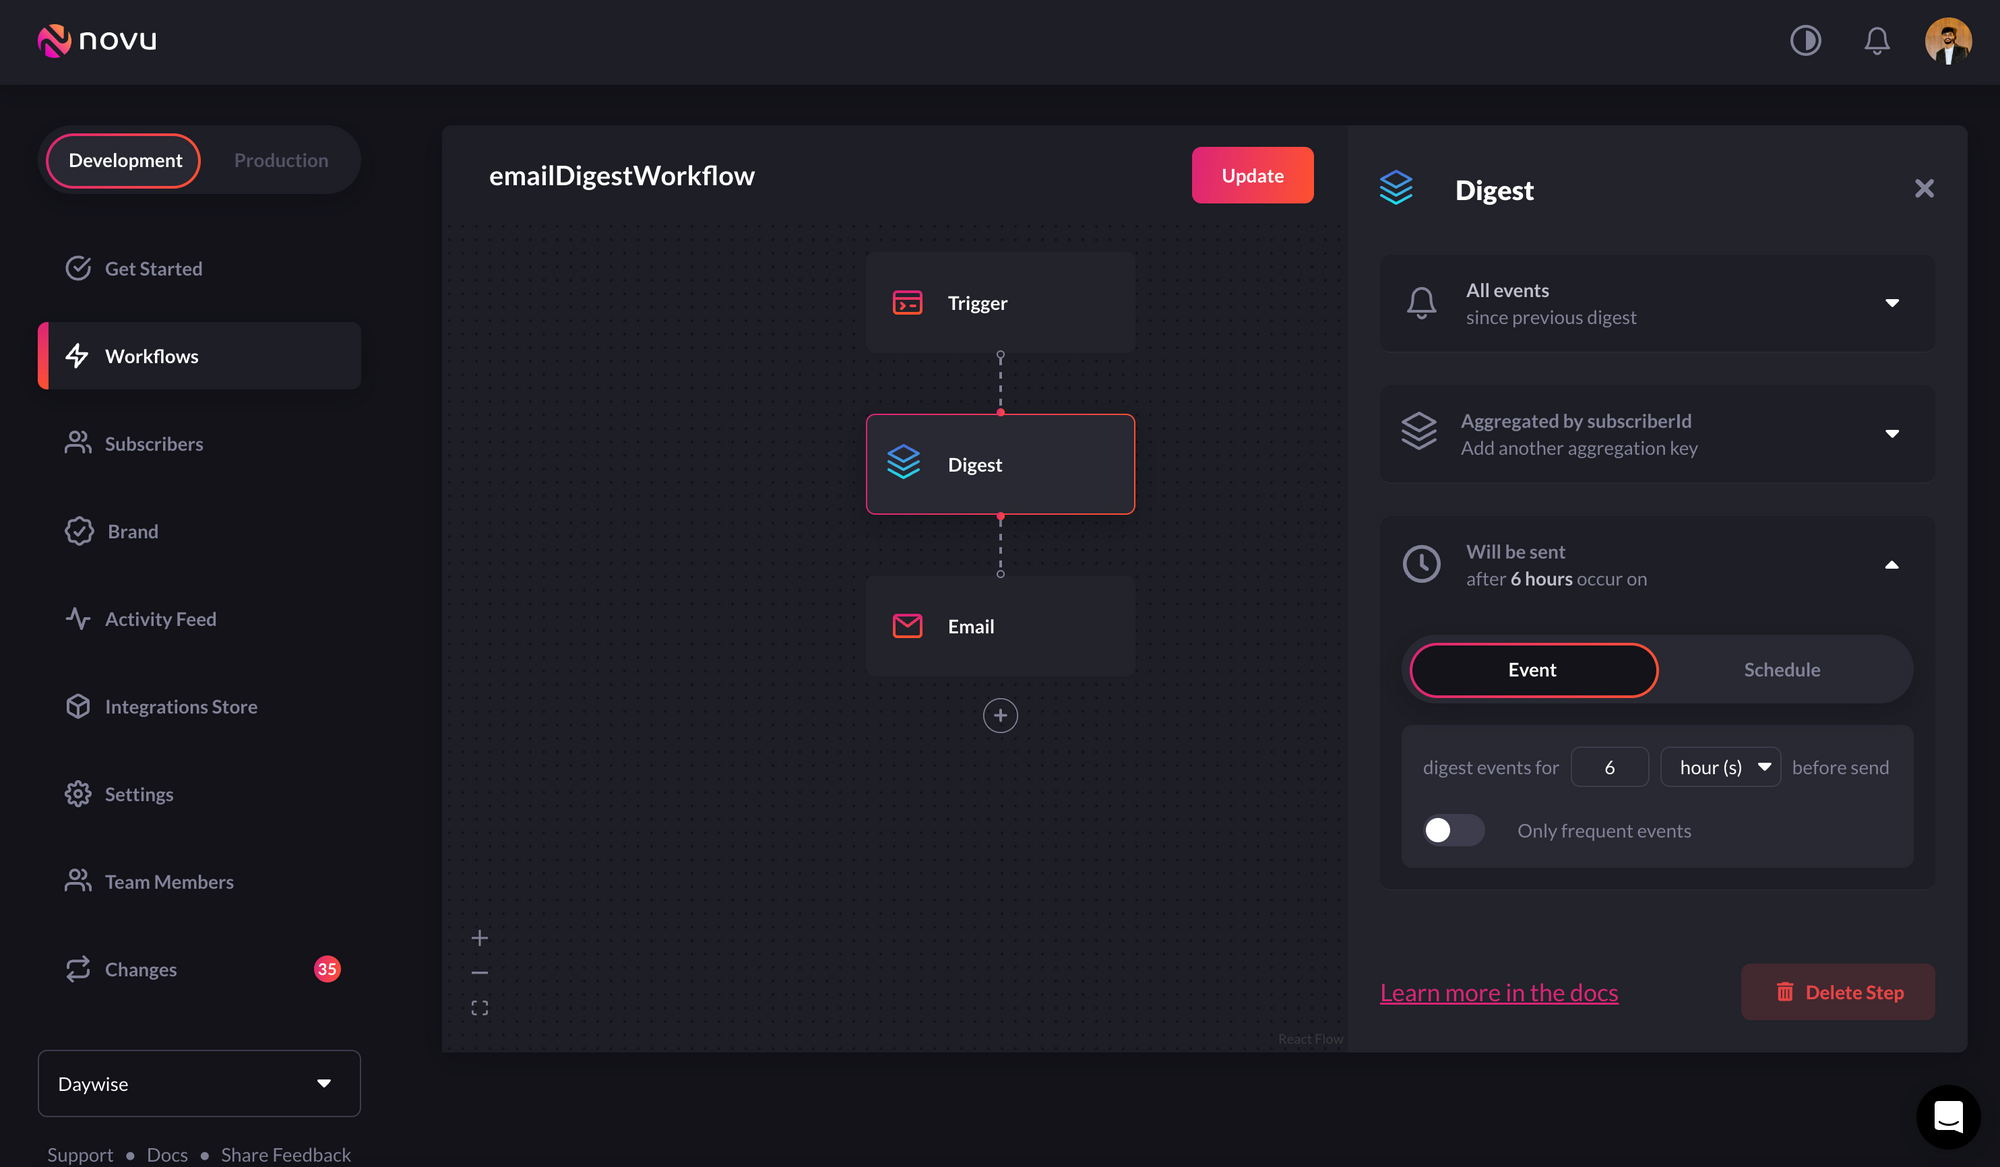 novu
Development
Production
Get Started
Workflows
Subscribers
Brand
Activity Feed
Integrations Store
Settings
Team Members
Changes
35
Daywise
Support • Docs • Share Feedback
emailDigestWorkflow
Update
Trigger
Digest
Email
React Flow
Digest
All events
since previous digest
Aggregated by subscriberId
Add another aggregation key
Will be sent
after 6 hours occur on
Event
Schedule
digest events for 6 hour (s) before send
Only frequent events
Learn more in the docs
Delete Step